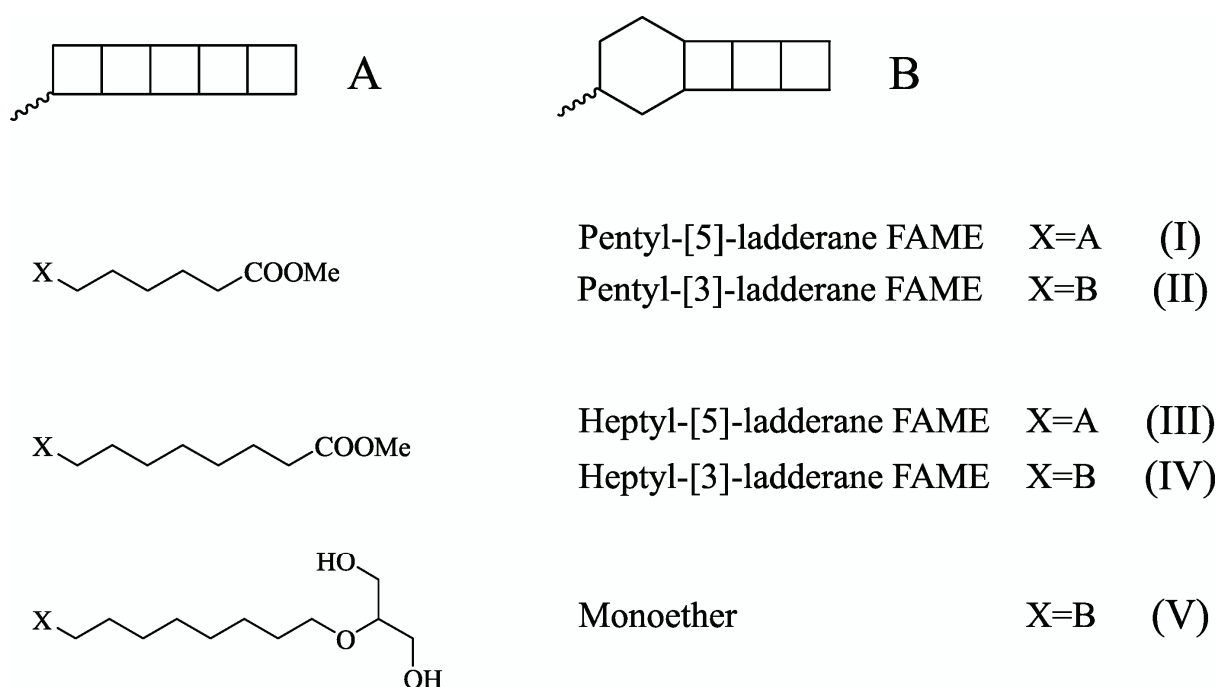 A
B
X COOMe
Pentyl-[5]-ladderane FAME X=A (I)
Pentyl-[3]-ladderane FAME X=B (II)
X COOMe
Heptyl-[5]-ladderane FAME X=A (III)
Heptyl-[3]-ladderane FAME X=B (IV)
HO
X O
OH
Monoether X=B (V)